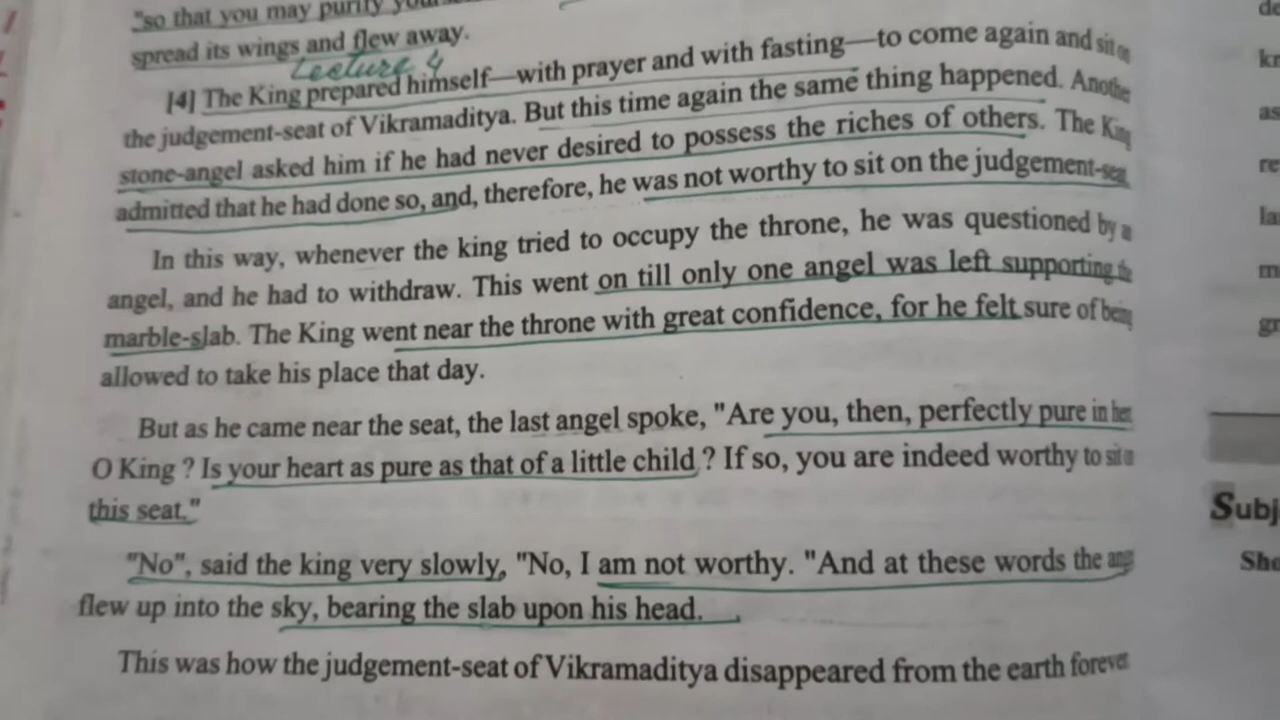 "so that you may purify
spread its wings and flew away.
Lecture 4
[4] The King prepared himself—with prayer and with fasting—to come again and sit on
the judgement-seat of Vikramaditya. But this time again the same thing happened. Another
stone-angel asked him if he had never desired to possess the riches of others. The King
admitted that he had done so, and, therefore, he was not worthy to sit on the judgement-seat
In this way, whenever the king tried to occupy the throne, he was questioned by a
angel, and he had to withdraw. This went on till only one angel was left supporting the
marble-slab. The King went near the throne with great confidence, for he felt sure of being
allowed to take his place that day.
But as he came near the seat, the last angel spoke, "Are you, then, perfectly pure in
O King ? Is your heart as pure as that of a little child ? If so, you are indeed worthy to sit
this seat."
"No", said the king very slowly, "No, I am not worthy. "And at these words the
flew up into the sky, bearing the slab upon his head.
This was how the judgement-seat of Vikramaditya disappeared from the earth forever
de
kr
as
re
la
m
gr
Subj
She